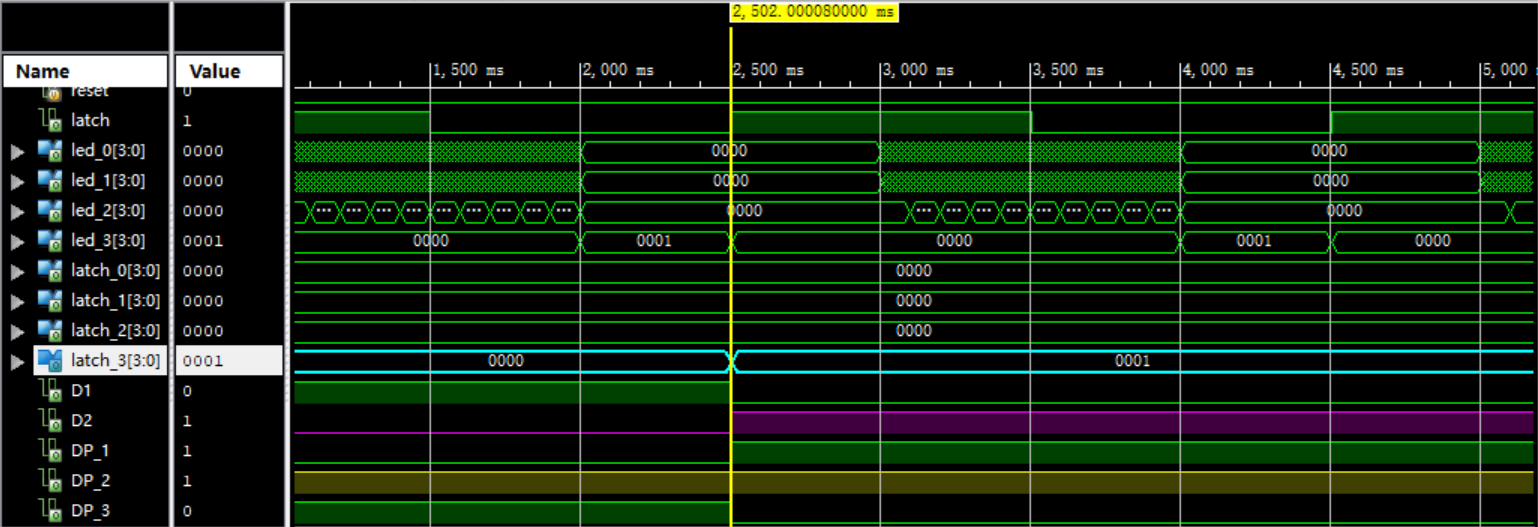 2,502.000080000 ms
Name Value
1,500 ms 2,000 ms 2,500 ms 3,000 ms 3,500 ms 4,000 ms 4,500 ms 5,000
reset 0
latch 1
led_0[3:0] 0000 0000 0000
led_1[3:0] 0000 0000 0000
led_2[3:0] 0000 ... ... ... ... ... ... ... ... ... 0000 ... ... ... ... ... ... ... ... ... 0000
led_3[3:0] 0001 0000 0001 0000 0001 0000
latch_0[3:0] 0000 0000
latch_1[3:0] 0000 0000
latch_2[3:0] 0000 0000
latch_3[3:0] 0001 0000 0001
D1 0
D2 1
DP_1 1
DP_2 1
DP_3 0